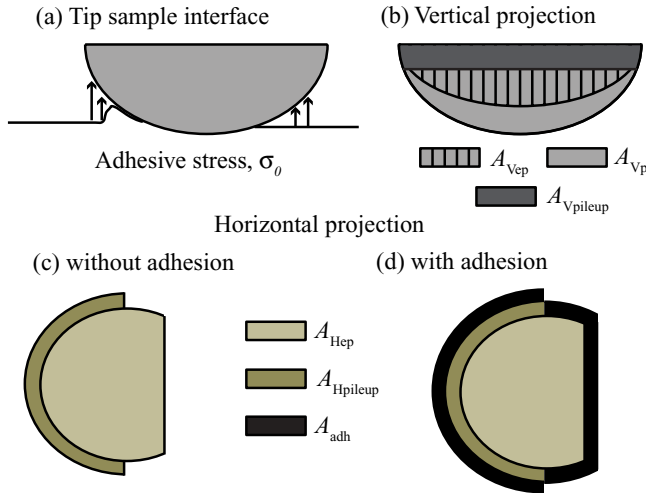 (a) Tip sample interface
Adhesive stress, σ0
(b) Vertical projection
AVep
AVp
AVpileup
Horizontal projection
(c) without adhesion
(d) with adhesion
AHep
AHpileup
Aadh